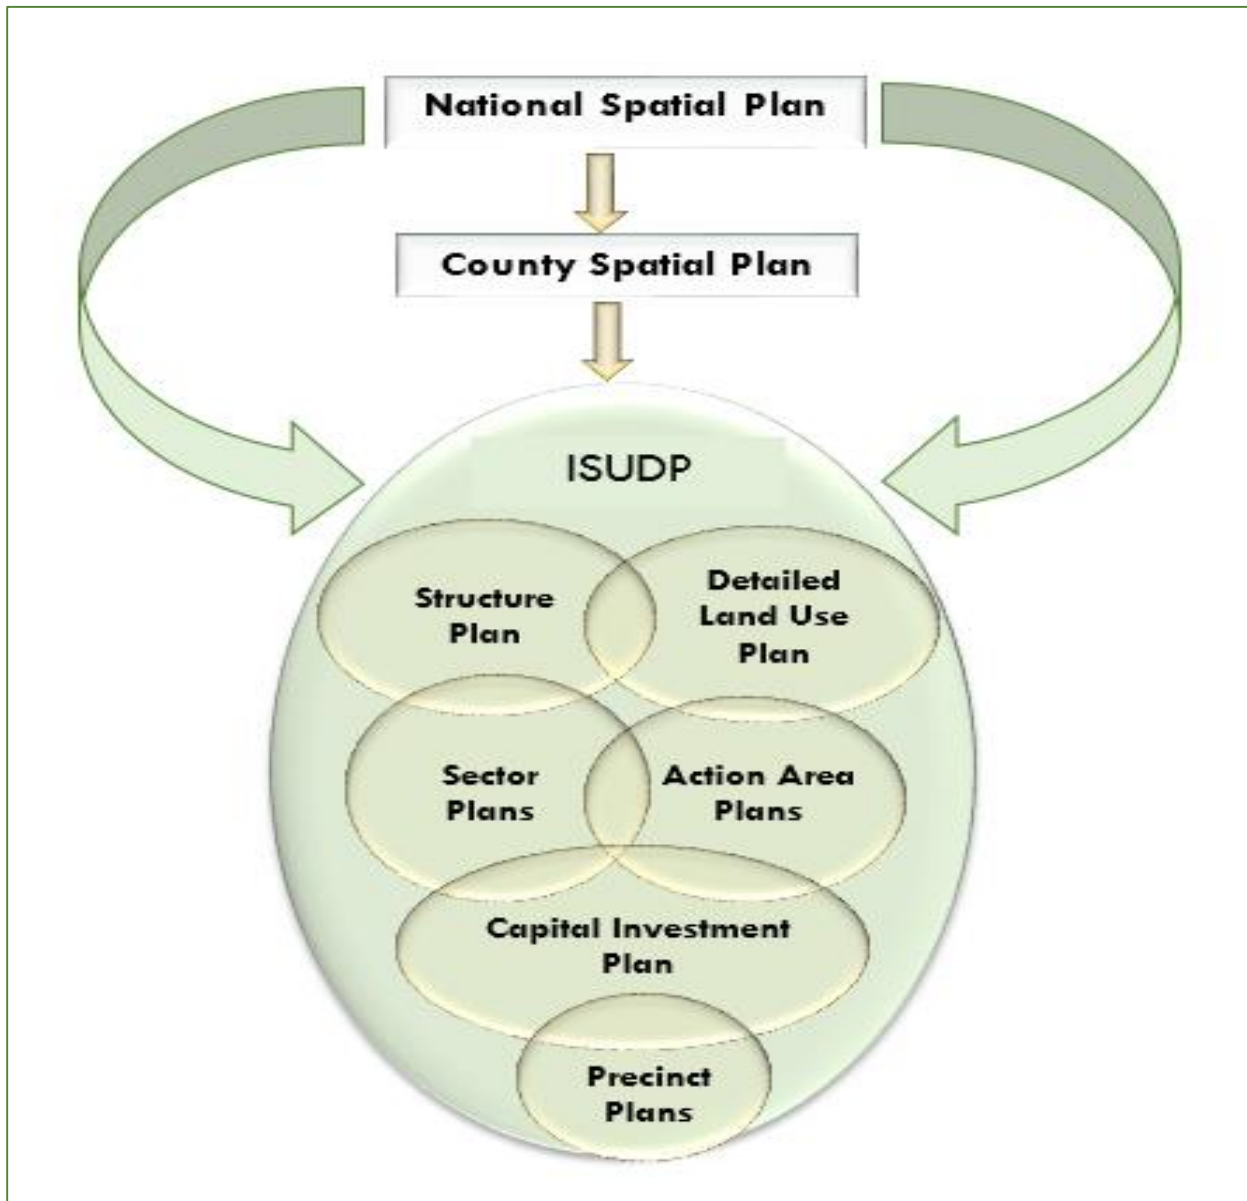 National Spatial Plan
County Spatial Plan
ISUDP
Structure
Plan
Detailed
Land Use
Plan
Sector
Plans
Action Area
Plans
Capital Investment
Plan
Precinct
Plans